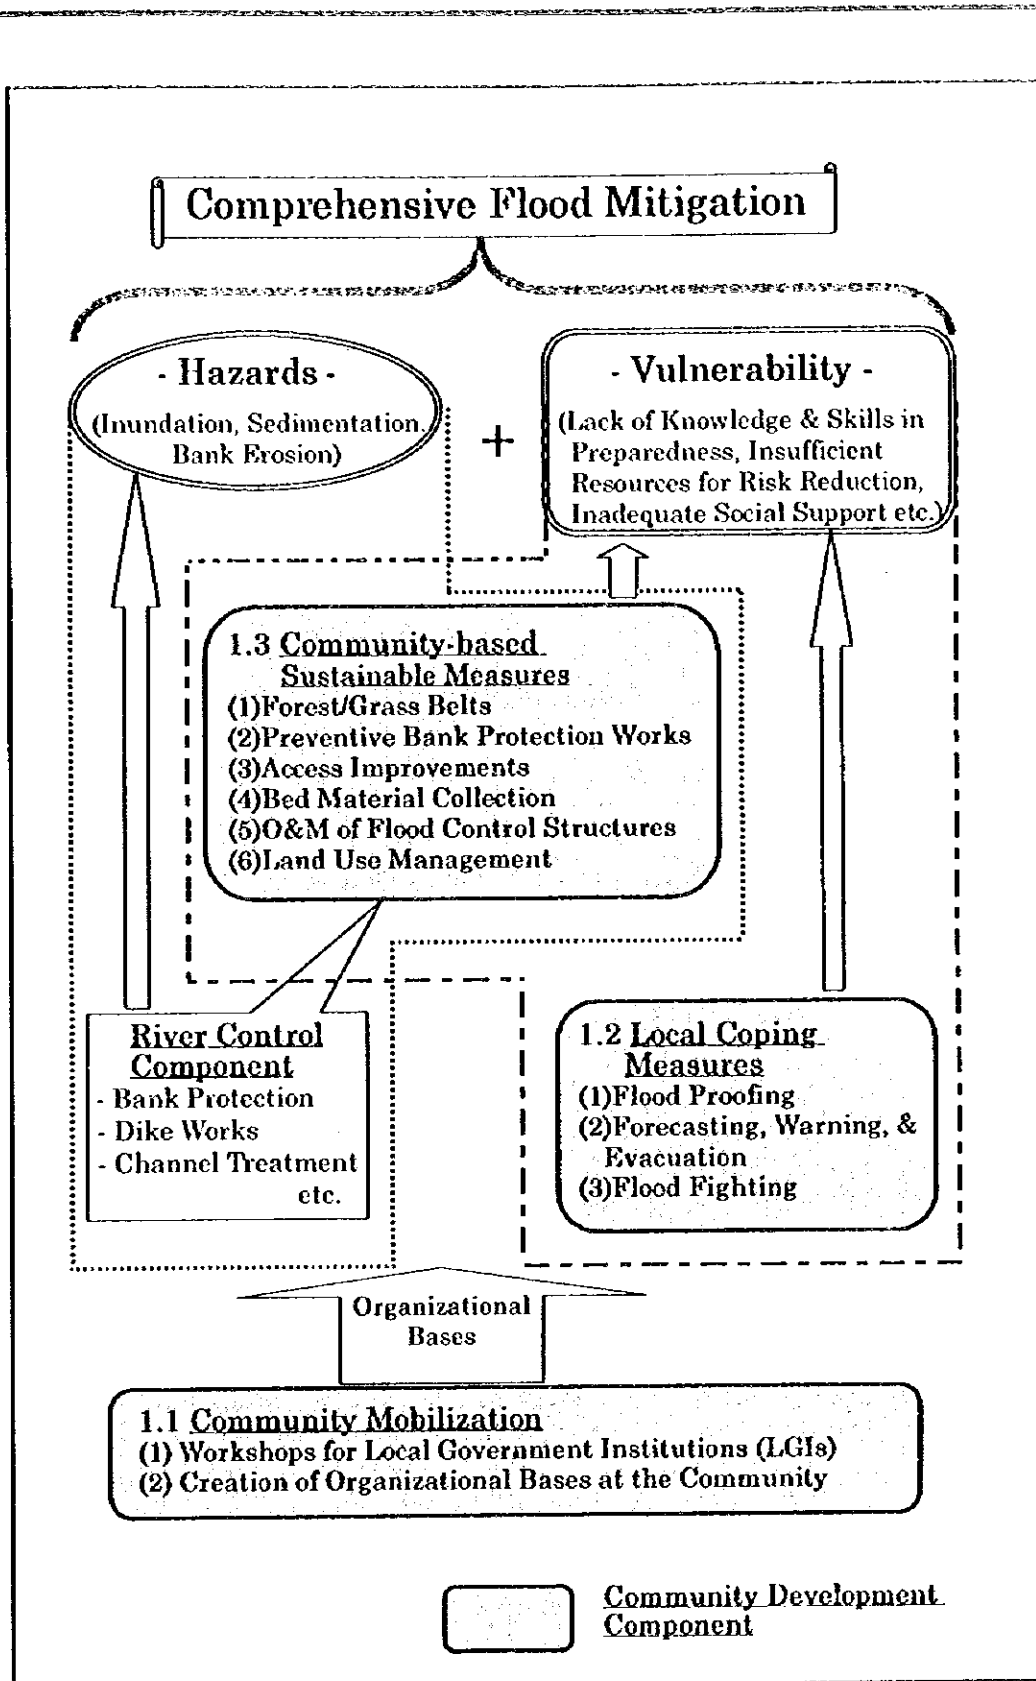 Comprehensive Flood Mitigation
- Hazards -
(Inundation, Sedimentation,
Bank Erosion)
+
- Vulnerability -
(Lack of Knowledge & Skills in
Preparedness, Insufficient
Resources for Risk Reduction,
Inadequate Social Support etc.)
1.3 Community-based
Sustainable Measures
(1)Forest/Grass Belts
(2)Preventive Bank Protection Works
(3)Access Improvements
(4)Bed Material Collection
(5)O&M of Flood Control Structures
(6)Land Use Management
River Control
Component
- Bank Protection
- Dike Works
- Channel Treatment
etc.
1.2 Local Coping
Measures
(1)Flood Proofing
(2)Forecasting, Warning, &
Evacuation
(3)Flood Fighting
Organizational
Bases
1.1 Community Mobilization
(1) Workshops for Local Government Institutions (LGIs)
(2) Creation of Organizational Bases at the Community
Community Development
Component